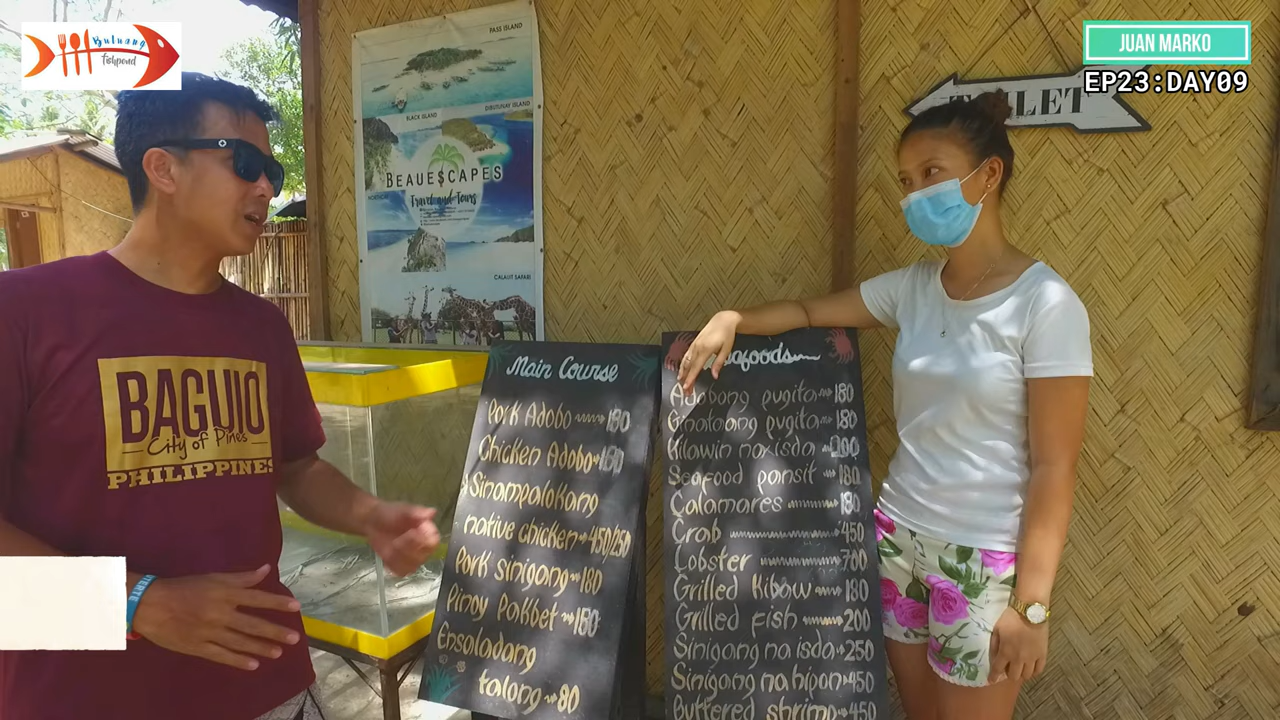 Buluang
Fishpond
JUAN MARKO
EP23:DAY09
PASS ISLAND
DIBUTUNAY ISLAND
BLACK ISLAND
BEAUESCAPES
Travel and Tours
CALAUIT SAFARI
TOILET
BAGUIO
City of Pines
PHILIPPINES
Main Course
Pork Adobo 180
Chicken Adobo 180
Sinampalokang
native chicken 450/250
Pork sinigang 180
Pinoy Pakbet 150
Ensaladang
talong 80
Seafoods
Adobong pugita 180
Ginataang pugita 180
Kilawin na isda 200
Seafood pansit 180
Calamares 180
Crab 450
Lobster 700
Grilled Kibaw 180
Grilled fish 200
Sinigang na isda 250
Sinigang na hipon 450
Buttered shrimp 450